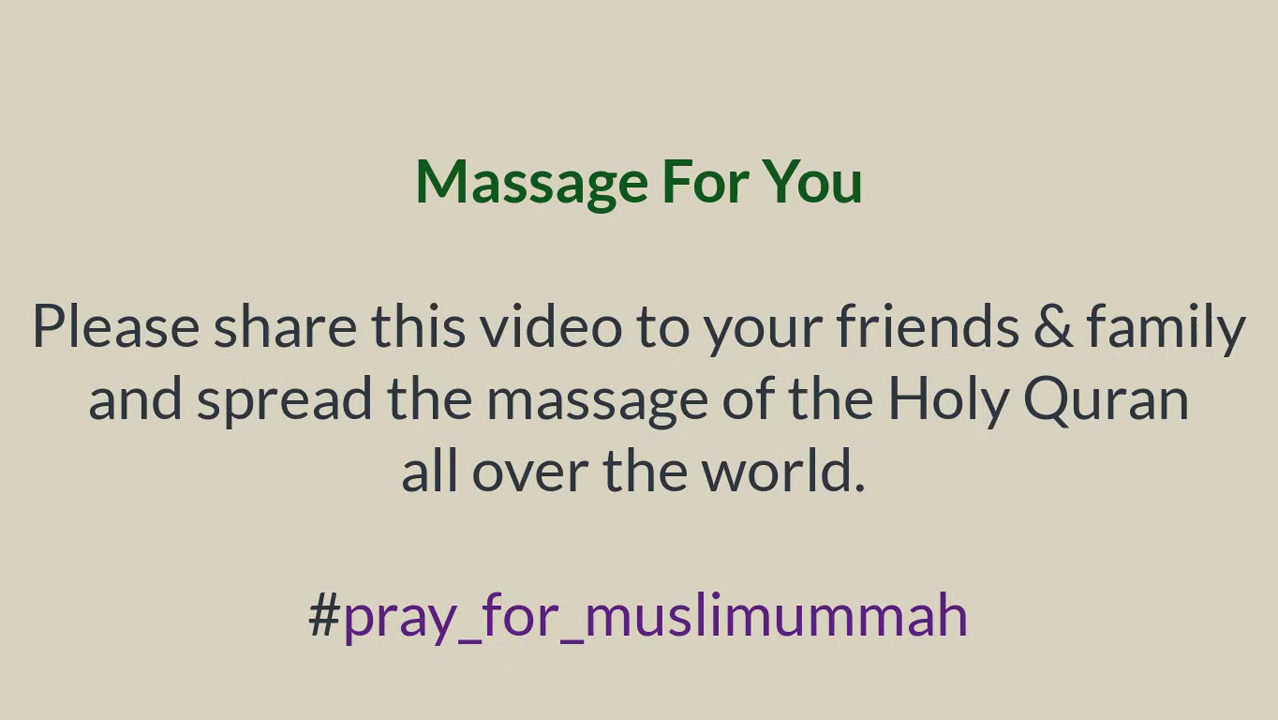 Massage For You
Please share this video to your friends & family
and spread the massage of the Holy Quran
all over the world.
#pray_for_muslimummah